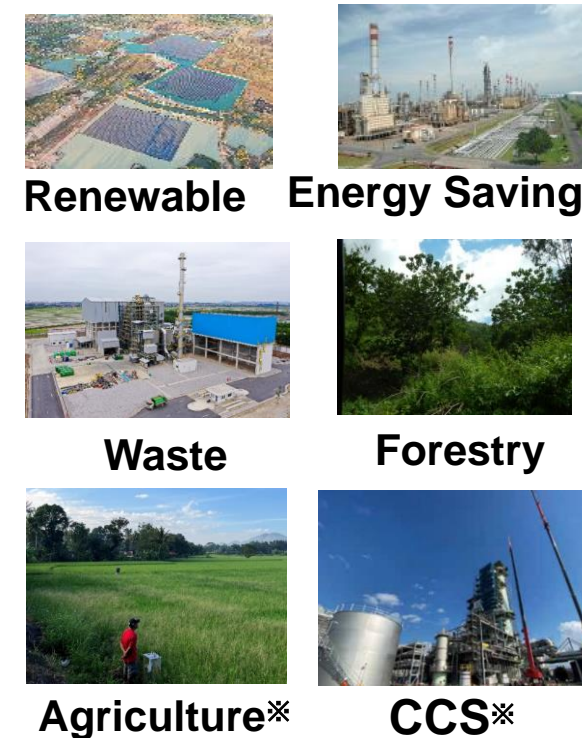 Renewable
Energy Saving
Waste
Forestry
Agriculture※
CCS※